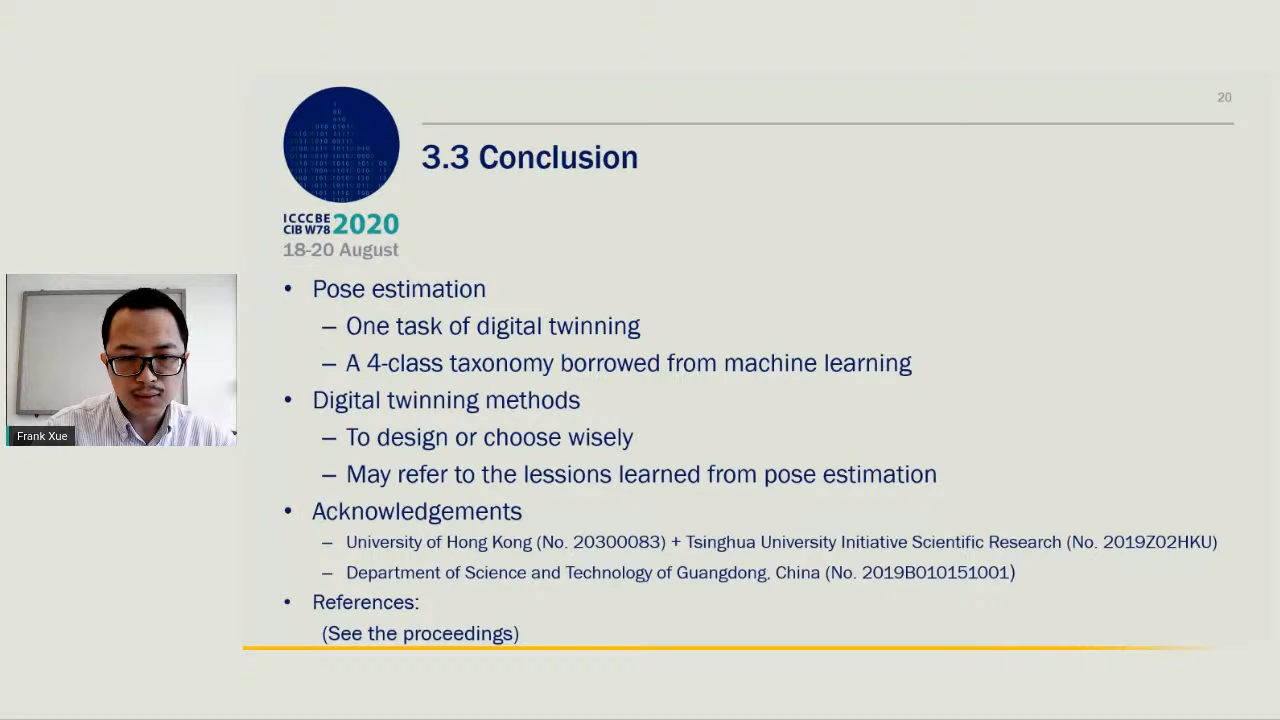 20
3.3 Conclusion
ICCCBE
CIB W78 2020
18-20 August
• Pose estimation
– One task of digital twinning
– A 4-class taxonomy borrowed from machine learning
• Digital twinning methods
– To design or choose wisely
– May refer to the lessions learned from pose estimation
• Acknowledgements
– University of Hong Kong (No. 20300083) + Tsinghua University Initiative Scientific Research (No. 2019Z02HKU)
– Department of Science and Technology of Guangdong, China (No. 2019B010151001)
• References:
(See the proceedings)
Frank Xue